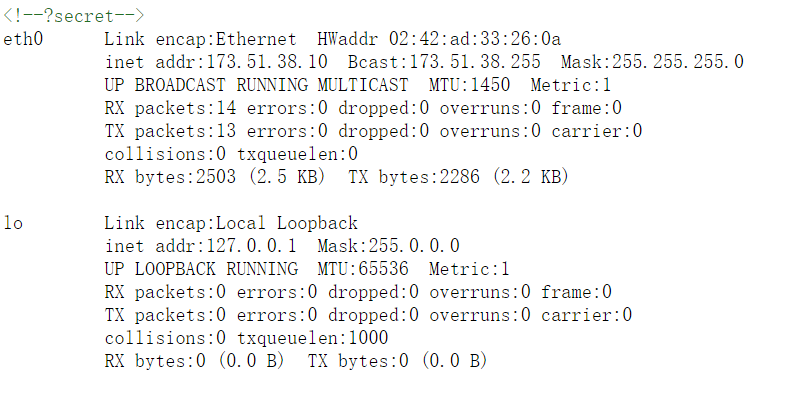 <!--?secret-->
eth0      Link encap:Ethernet  HWaddr 02:42:ad:33:26:0a
          inet addr:173.51.38.10  Bcast:173.51.38.255  Mask:255.255.255.0
          UP BROADCAST RUNNING MULTICAST  MTU:1450  Metric:1
          RX packets:14 errors:0 dropped:0 overruns:0 frame:0
          TX packets:13 errors:0 dropped:0 overruns:0 carrier:0
          collisions:0 txqueuelen:0
          RX bytes:2503 (2.5 KB)  TX bytes:2286 (2.2 KB)

lo        Link encap:Local Loopback
          inet addr:127.0.0.1  Mask:255.0.0.0
          UP LOOPBACK RUNNING  MTU:65536  Metric:1
          RX packets:0 errors:0 dropped:0 overruns:0 frame:0
          TX packets:0 errors:0 dropped:0 overruns:0 carrier:0
          collisions:0 txqueuelen:1000
          RX bytes:0 (0.0 B)  TX bytes:0 (0.0 B)